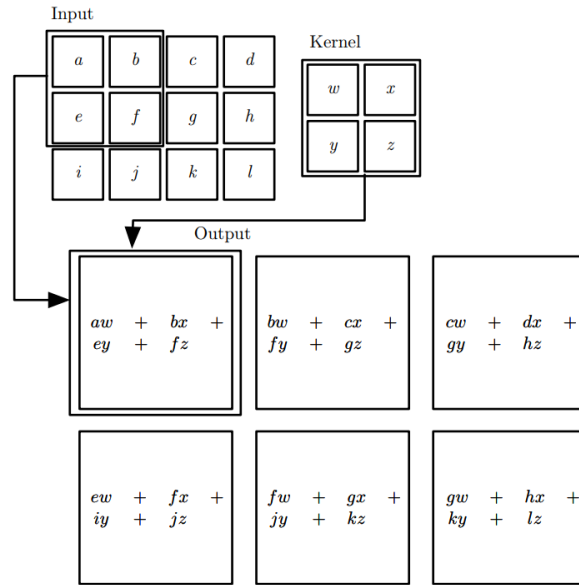 Input
a b c d
e f g h
i j k l
Kernel
w x
y z
Output
aw + bx +
ey + fz
bw + cx +
fy + gz
cw + dx +
gy + hz
ew + fx +
iy + jz
fw + gx +
jy + kz
gw + hx +
ky + lz